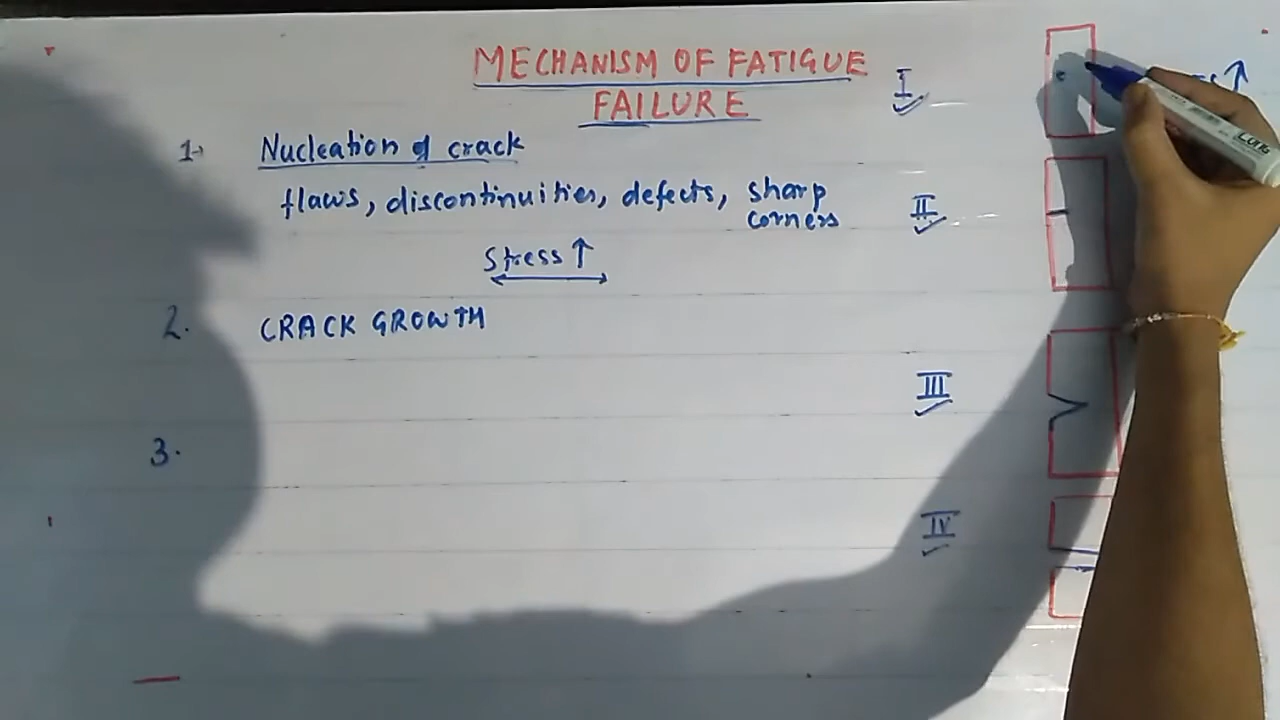 MECHANISM OF FATIGUE
FAILURE
I
1.
Nucleation of crack
flaws, discontinuities, defects, sharp
corners
II
Stress ↑
2. CRACK GROWTH
III
3.
IV